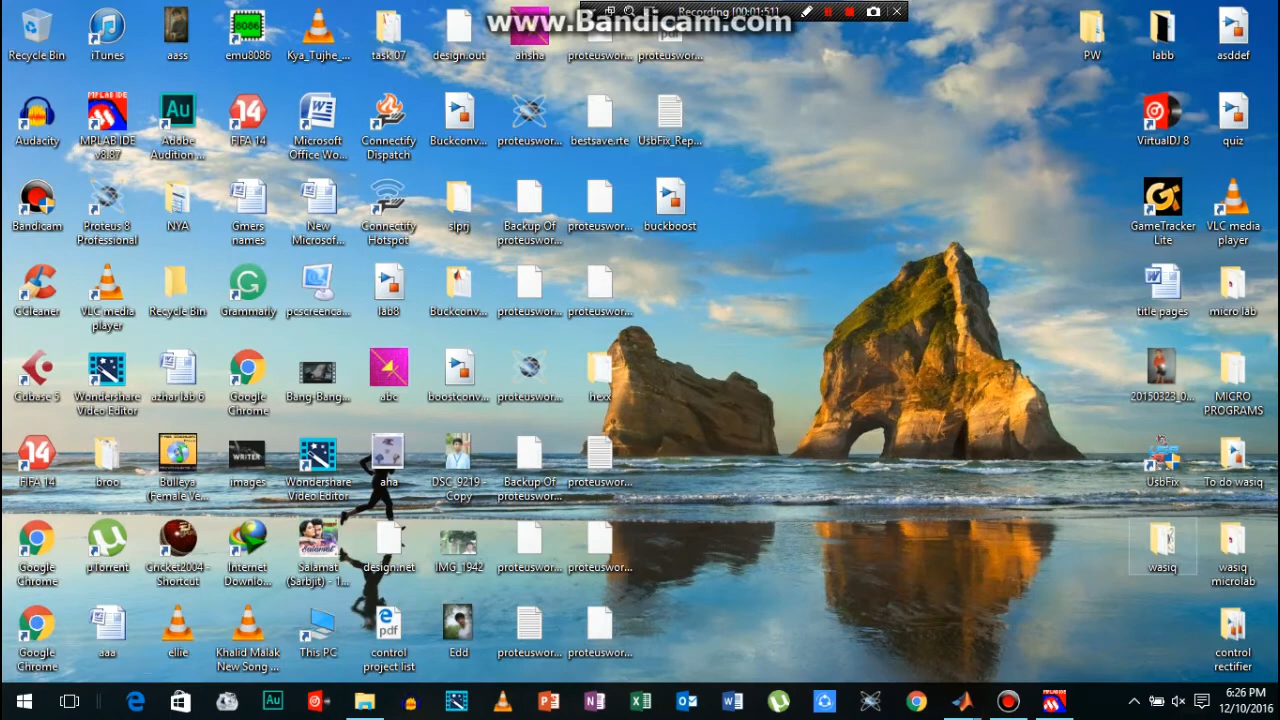 Recording [00:01:51]
www.Bandicam.com
Recycle Bin
iTunes
aass
emu8086
Kya_Tujhe_...
task 07
design.out
ahsha
proteuswor...
proteuswor...
PW
labb
asddef
Audacity
MPLAB IDE
v8.87
Adobe
Audition ...
FIFA 14
Microsoft
Office Wo...
Connectify
Dispatch
Buckconv...
proteuswor...
bestsave.rte
UsbFix_Rep...
VirtualDJ 8
quiz
Bandicam
Proteus 8
Professional
NYA
Gmers
names
New
Microsof...
Connectify
Hotspot
slprj
Backup Of
proteuswor...
proteuswor...
buckboost
GameTracker
Lite
VLC media
player
CCleaner
VLC media
player
Recycle Bin
Grammarly
pcscreenca...
lab8
Buckconv...
proteuswor...
proteuswor...
title pages
micro lab
Cubase 5
Wondershare
Video Editor
azhar lab 6
Google
Chrome
Bang-Bang...
abc
boostconv...
proteuswor...
hexx
20150323_0...
MICRO
PROGRAMS
FIFA 14
broo
Bulleya
(Female Ve...
WRITER
images
Wondershare
Video Editor
aha
DSC_9219 -
Copy
Backup Of
proteuswor...
proteuswor...
UsbFix
To do wasiq
Google
Chrome
µTorrent
Cricket2004 -
Shortcut
Internet
Downlo...
Salamat
(Sarbjit) - 1...
design.net
IMG_1942
proteuswor...
proteuswor...
wasiq
wasiq
microlab
Google
Chrome
aaa
ellie
Khalid Malak
New Song ...
This PC
pdf
control
project list
Edd
proteuswor...
proteuswor...
control
rectifier
6:26 PM
12/10/2016